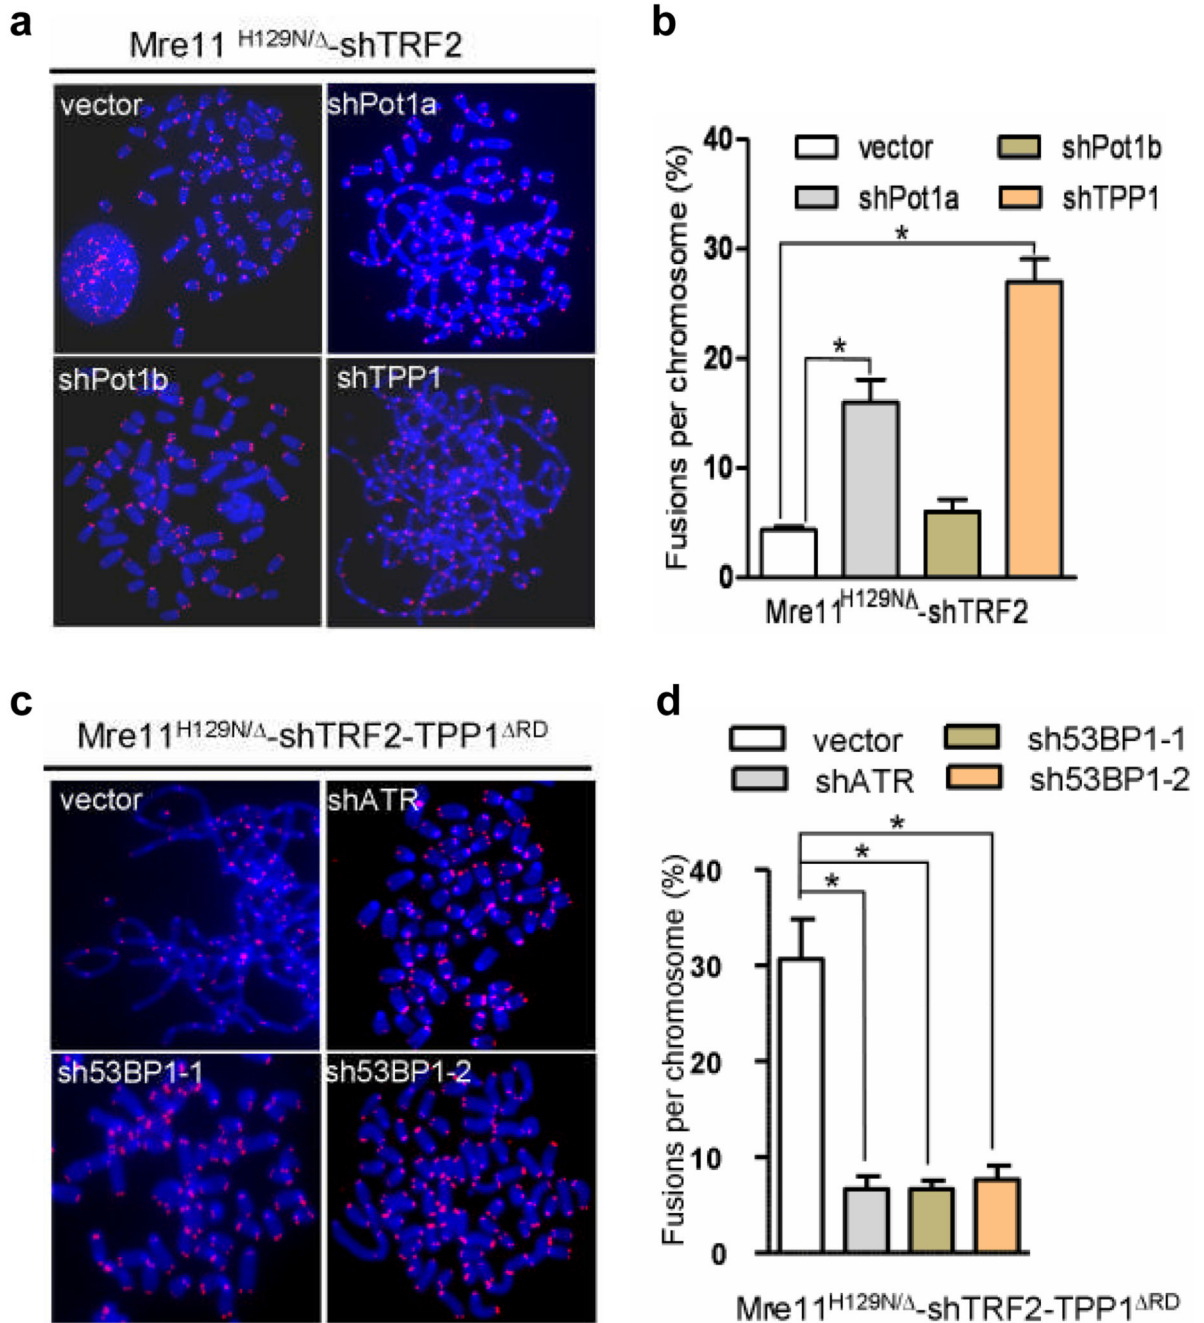 a
Mre11 H129N/Δ-shTRF2
vector
shPot1a
shPot1b
shTPP1
b
Fusions per chromosome (%)
40
30
20
10
0
vector
shPot1b
shPot1a
shTPP1
*
*
Mre11H129N/Δ-shTRF2
c
Mre11H129N/Δ-shTRF2-TPP1ΔRD
vector
shATR
sh53BP1-1
sh53BP1-2
d
vector
sh53BP1-1
shATR
sh53BP1-2
*
*
*
Fusions per chromosome (%)
40
30
20
10
0
Mre11H129N/Δ-shTRF2-TPP1ΔRD